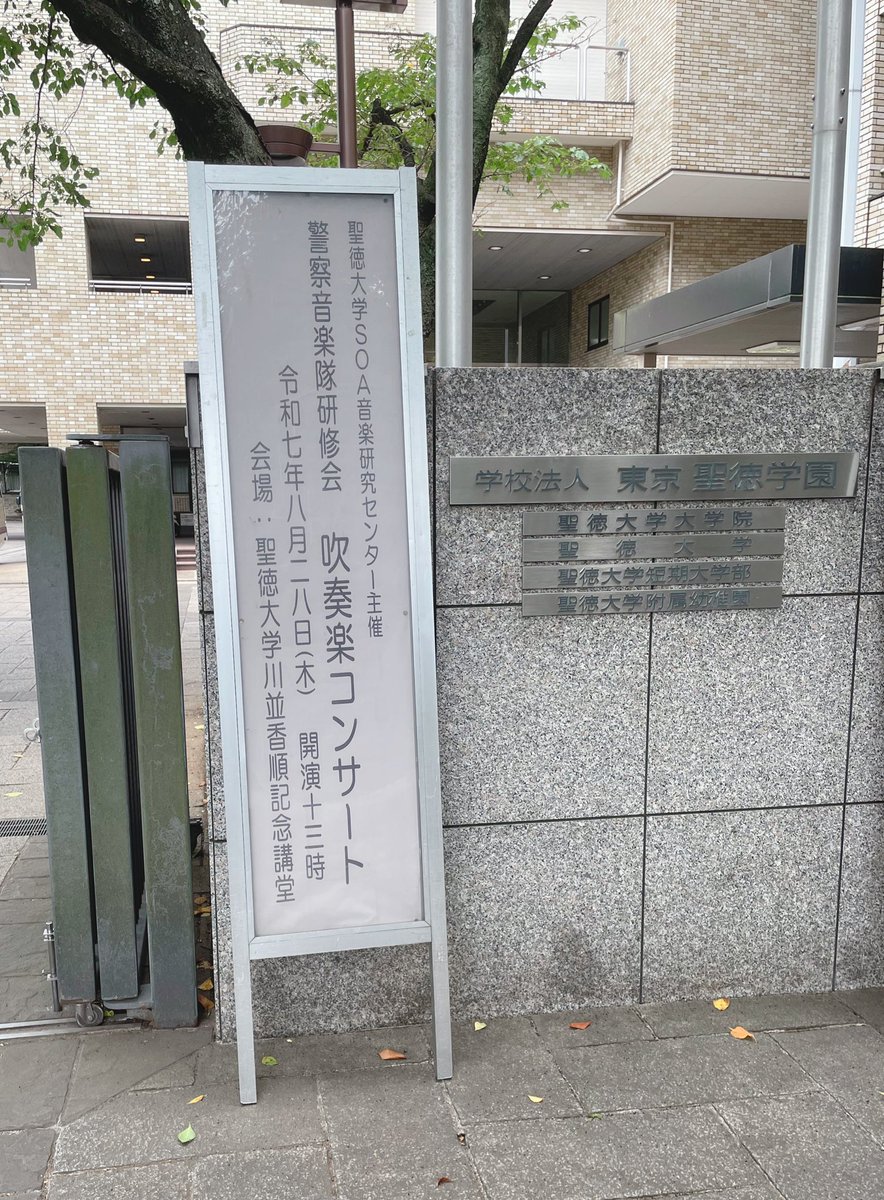 聖徳大学SOA音楽研究センター主催
警察音楽隊研修会 吹奏楽コンサート
令和七年八月二八日(木) 開演十三時
会場:聖徳大学川並香順記念講堂
学校法人 東京 聖徳学園
聖徳大学大学院
聖徳大学
聖徳大学短期大学部
聖徳大学附属幼稚園